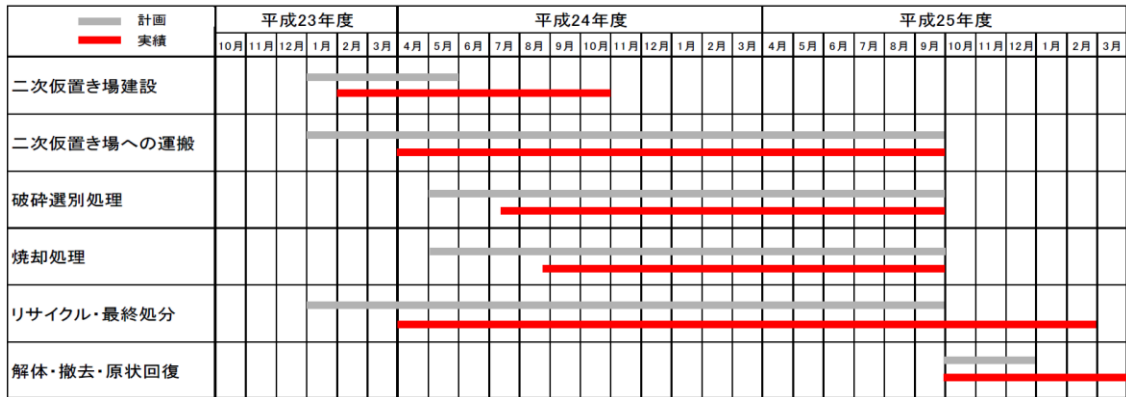 計画
実績
平成23年度 平成24年度 平成25年度
10月 11月 12月 1月 2月 3月 4月 5月 6月 7月 8月 9月 10月 11月 12月 1月 2月 3月 4月 5月 6月 7月 8月 9月 10月 11月 12月 1月 2月 3月
二次仮置き場建設
二次仮置き場への運搬
破砕選別処理
焼却処理
リサイクル・最終処分
解体・撤去・原状回復